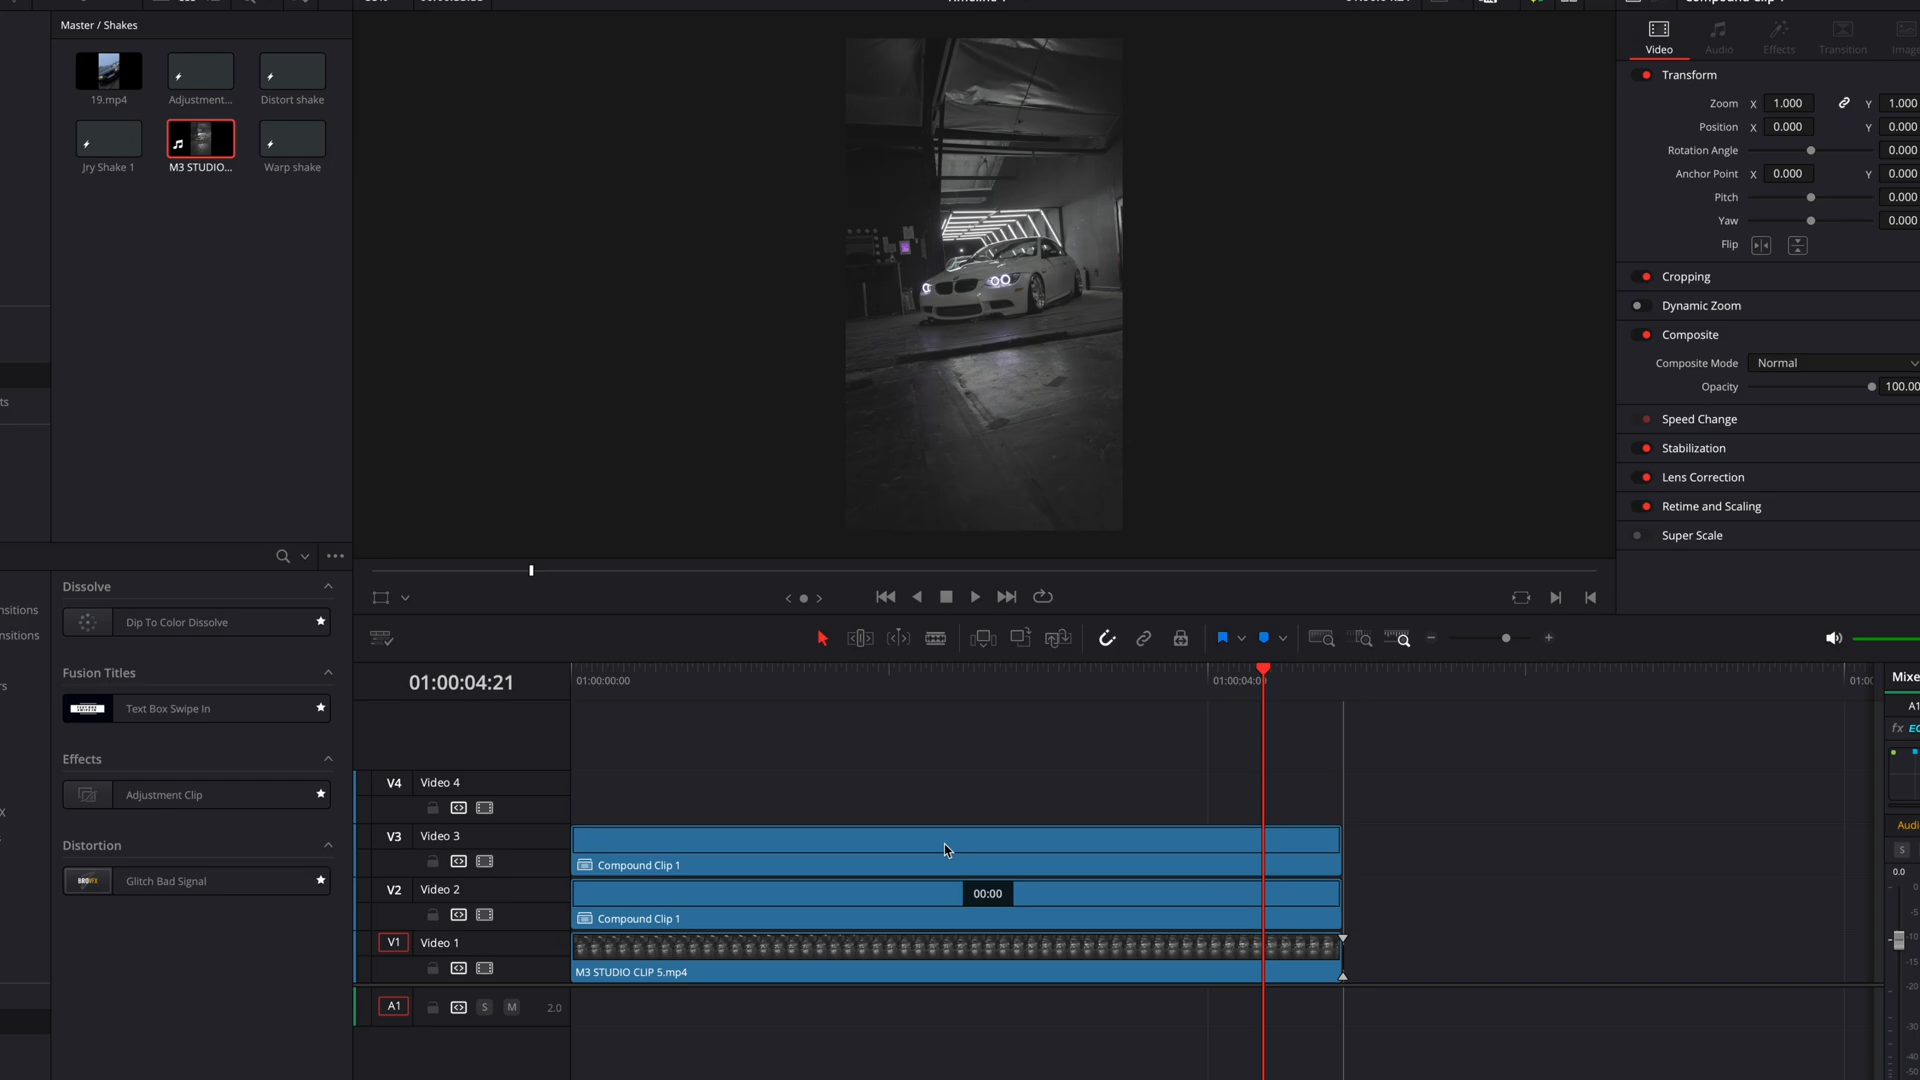 Master / Shakes
19.mp4
Adjustment...
Distort shake
Jry Shake 1
M3 STUDIO...
Warp shake
Video
Audio
Effects
Transition
Image
Transform
Zoom X 1.000 Y 1.000
Position X 0.000 Y 0.000
Rotation Angle 0.000
Anchor Point X 0.000 Y 0.000
Pitch 0.000
Yaw 0.000
Flip
Cropping
Dynamic Zoom
Composite
Composite Mode Normal
Opacity 100.00
Speed Change
Stabilization
Lens Correction
Retime and Scaling
Super Scale
Dissolve
Dip To Color Dissolve
Fusion Titles
Text Box Swipe In
Effects
Adjustment Clip
Distortion
Glitch Bad Signal
nsitions
nsitions
01:00:04:21
01:00:00:00
01:00:04:0
01:00
V4 Video 4
V3 Video 3
Compound Clip 1
V2 Video 2
00:00
Compound Clip 1
V1 Video 1
M3 STUDIO CLIP 5.mp4
A1 S M 2.0
Mixe
A1
fx EQ
Audi
S
0.0
0
-5
-10
-15
-20
-30
-40
-50